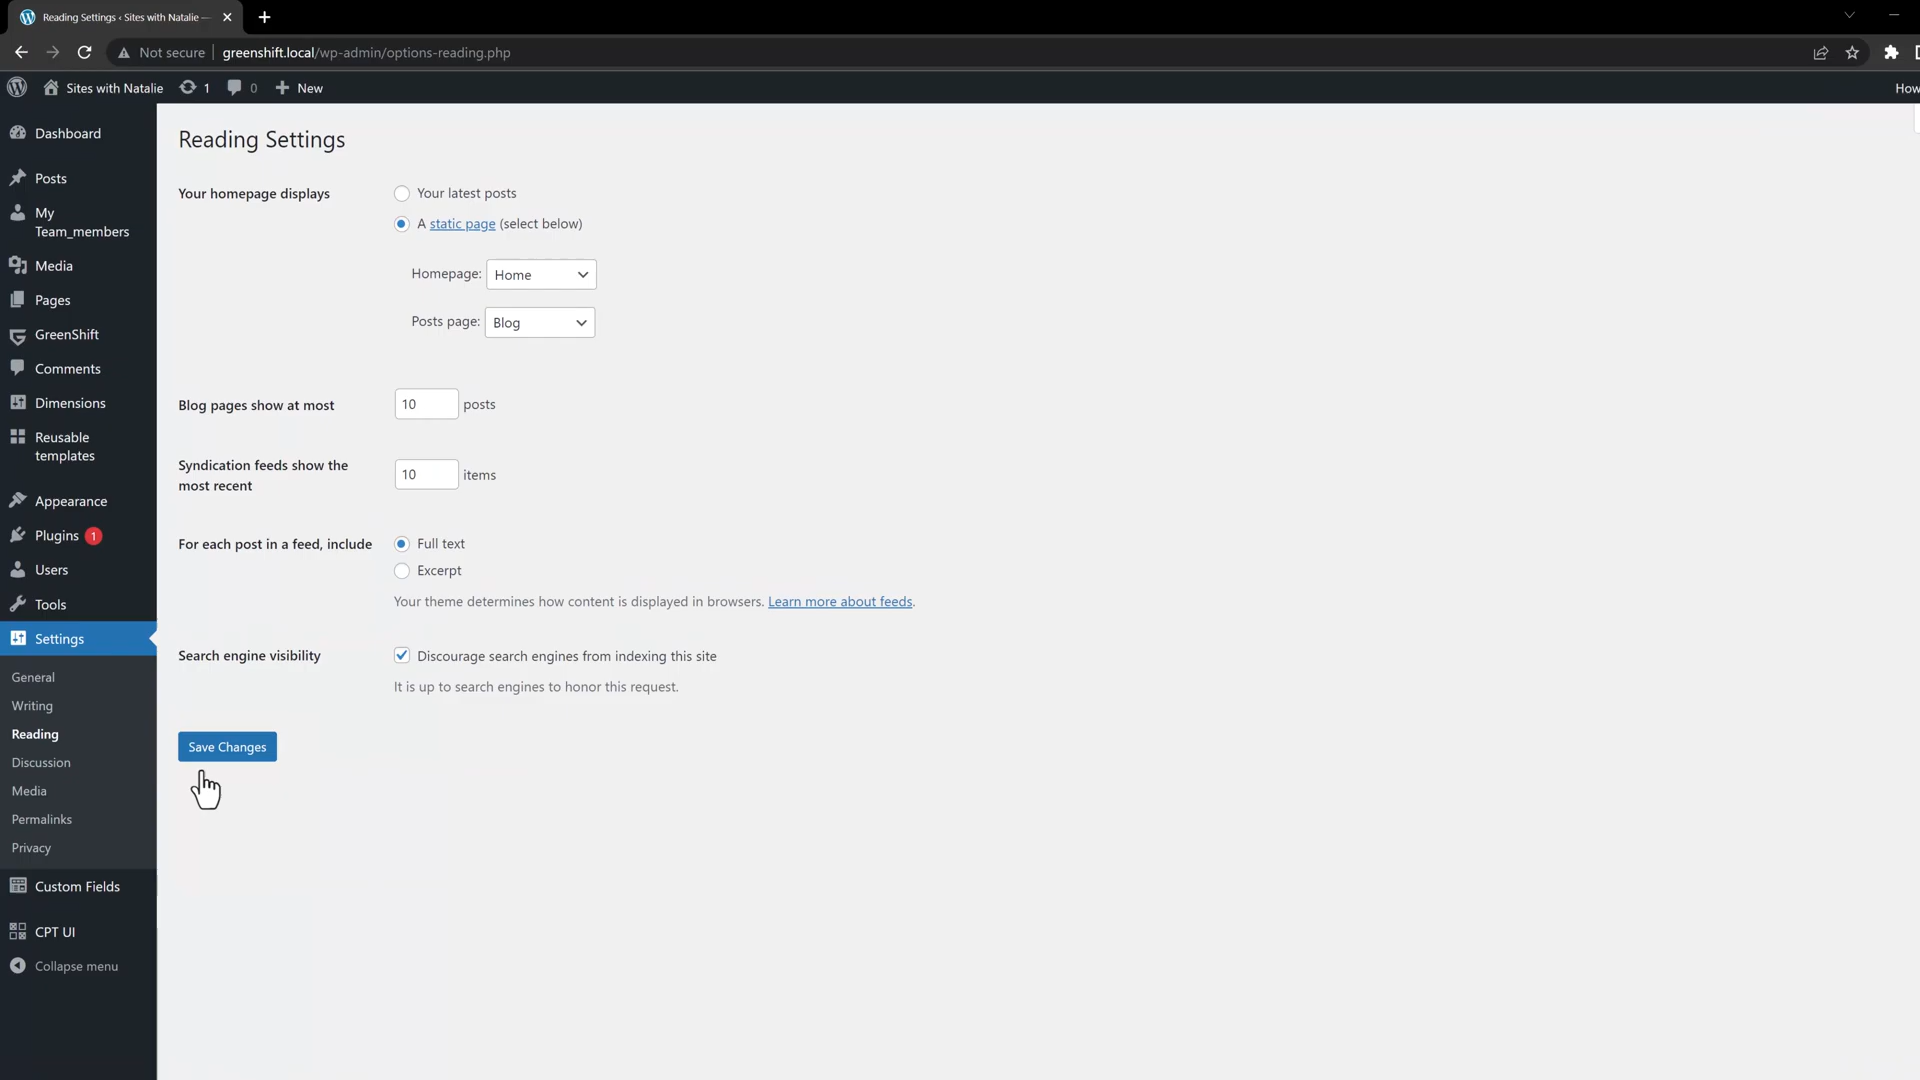 Reading Settings ‹ Sites with Natalie —
Not secure
greenshift.local/wp-admin/options-reading.php
Sites with Natalie
1
0
New
How
Dashboard
Posts
My
Team_members
Media
Pages
GreenShift
Comments
Dimensions
Reusable
templates
Appearance
Plugins 1
Users
Tools
Settings
General
Writing
Reading
Discussion
Media
Permalinks
Privacy
Custom Fields
CPT UI
Collapse menu
Reading Settings
Your homepage displays
Your latest posts
A static page (select below)
Homepage: Home
Posts page: Blog
Blog pages show at most
10 posts
Syndication feeds show the
most recent
10 items
For each post in a feed, include
Full text
Excerpt
Your theme determines how content is displayed in browsers. Learn more about feeds.
Search engine visibility
Discourage search engines from indexing this site
It is up to search engines to honor this request.
Save Changes